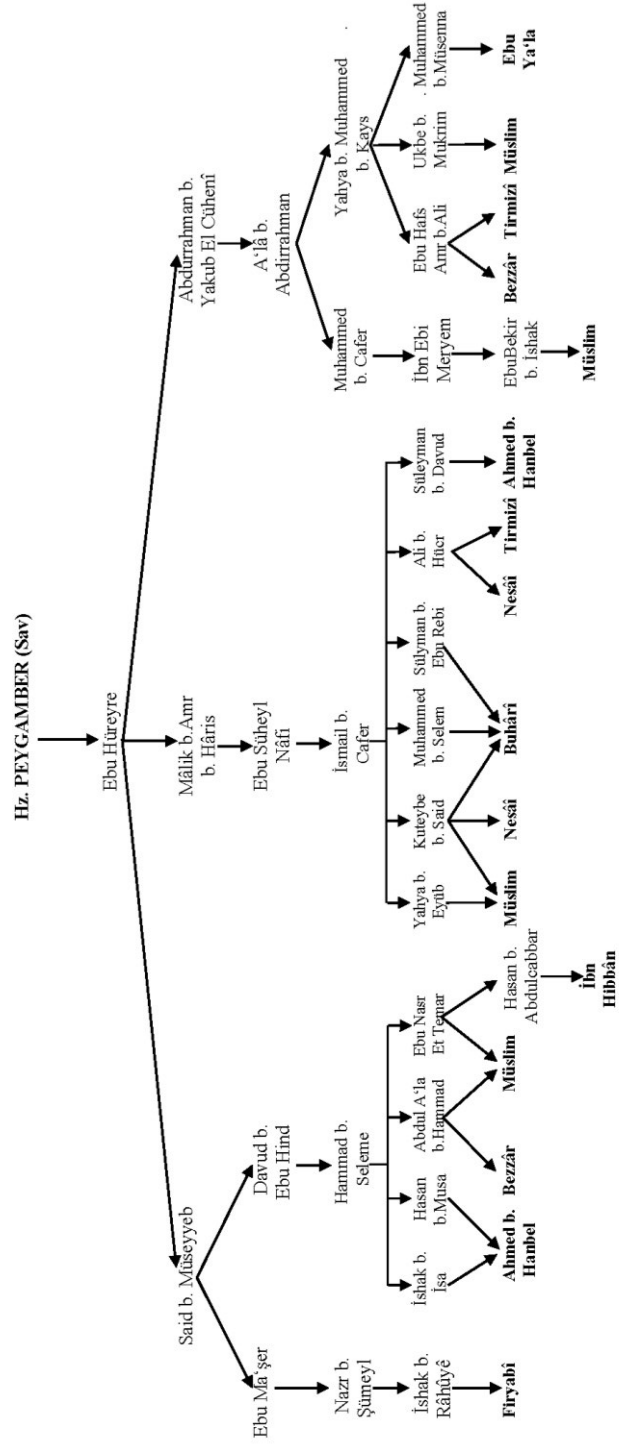 Hz. PEYGAMBER (Sav)
Ebu Hüreyre
Said b. Müseyyeb
Mâlik b.Amr
b. Hâris
Abdurrahman b.
Yakub El Cühenî
Ebu Ma‘şer
Davud b.
Ebu Hind
Ebu Süheyl
Nâfi
A‘lâ b.
Abdirrahman
Nazr b.
Şümeyl
Hammad b.
Seleme
İsmail b.
Cafer
Muhammed
b. Cafer
Yahya b. Muhammed
b. Kays
İshak b.
Râhûyê
İshak b.
İsa
Hasan
b.Musa
Abdul A‘la
b.Hammad
Ebu Nasr
Et Temar
Yahya b.
Eyüb
Kuteybe
b. Said
Muhammed
b. Selem
Sülyman b.
Ebu Rebi
Ali b.
Hücr
Süleyman
b. Davud
İbn Ebi
Meryem
Ebu Hafs
Amr b.Ali
Ukbe b.
Mukrim
Muhammed
b.Müsenna
Firyabî
Ahmed b.
Hanbel
Bezzâr
Müslim
Hasan b.
Abdulcabbar
İbn
Hibbân
Müslim
Nesâî
Buhârî
Nesâî
Tirmizî
Ahmed b.
Hanbel
EbuBekir
b. İshak
Müslim
Bezzâr
Tirmizî
Müslim
Ebu
Ya‘la